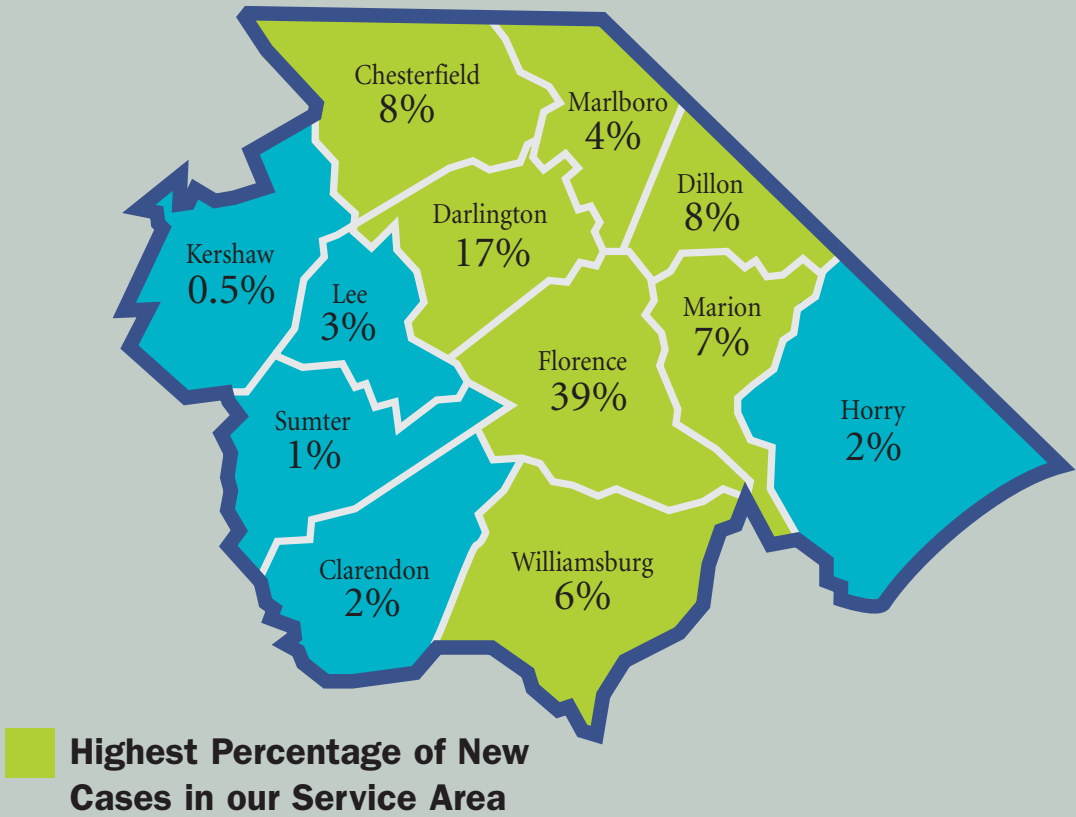 Chesterfield
8%
Marlboro
4%
Dillon
8%
Darlington
17%
Kershaw
0.5%
Lee
3%
Marion
7%
Florence
39%
Horry
2%
Sumter
1%
Clarendon
2%
Williamsburg
6%
Highest Percentage of New
Cases in our Service Area